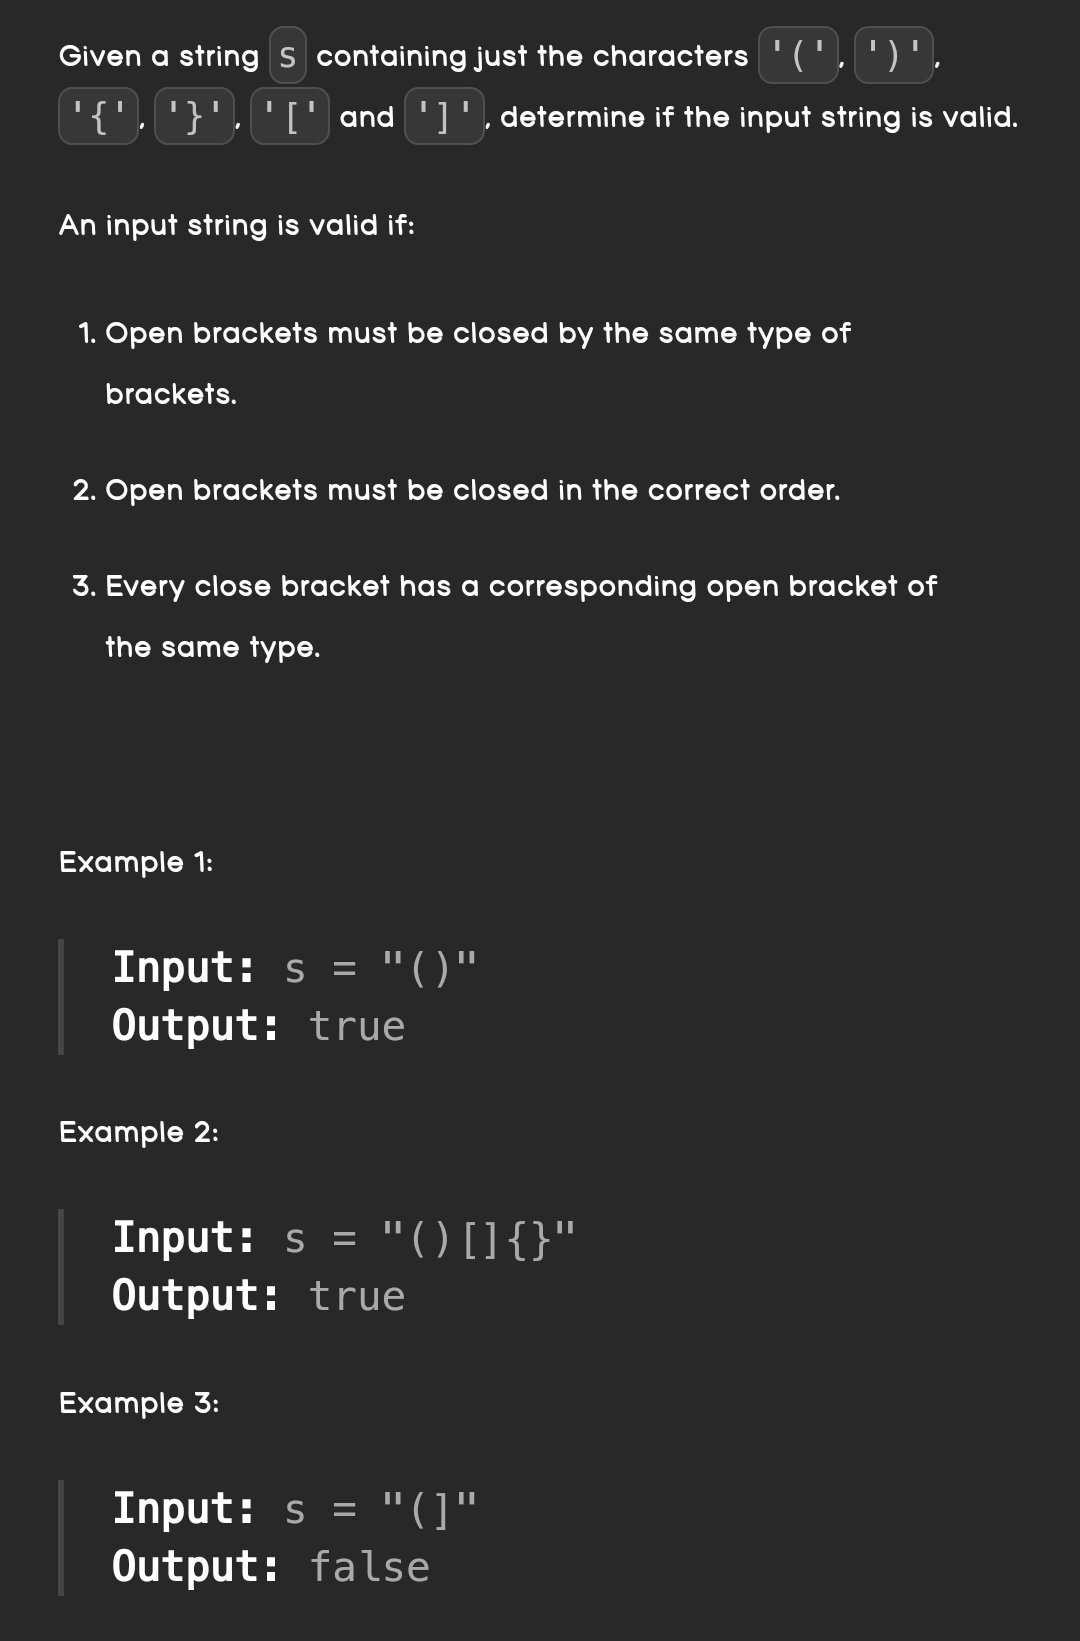 Given a string s containing just the characters '(', ')',
'{', '}', '[' and ']', determine if the input string is valid.
An input string is valid if:
1. Open brackets must be closed by the same type of
brackets.
2. Open brackets must be closed in the correct order.
3. Every close bracket has a corresponding open bracket of
the same type.
Example 1:
Input: s = "()"
Output: true
Example 2:
Input: s = "()[]{}"
Output: true
Example 3:
Input: s = "(]"
Output: false